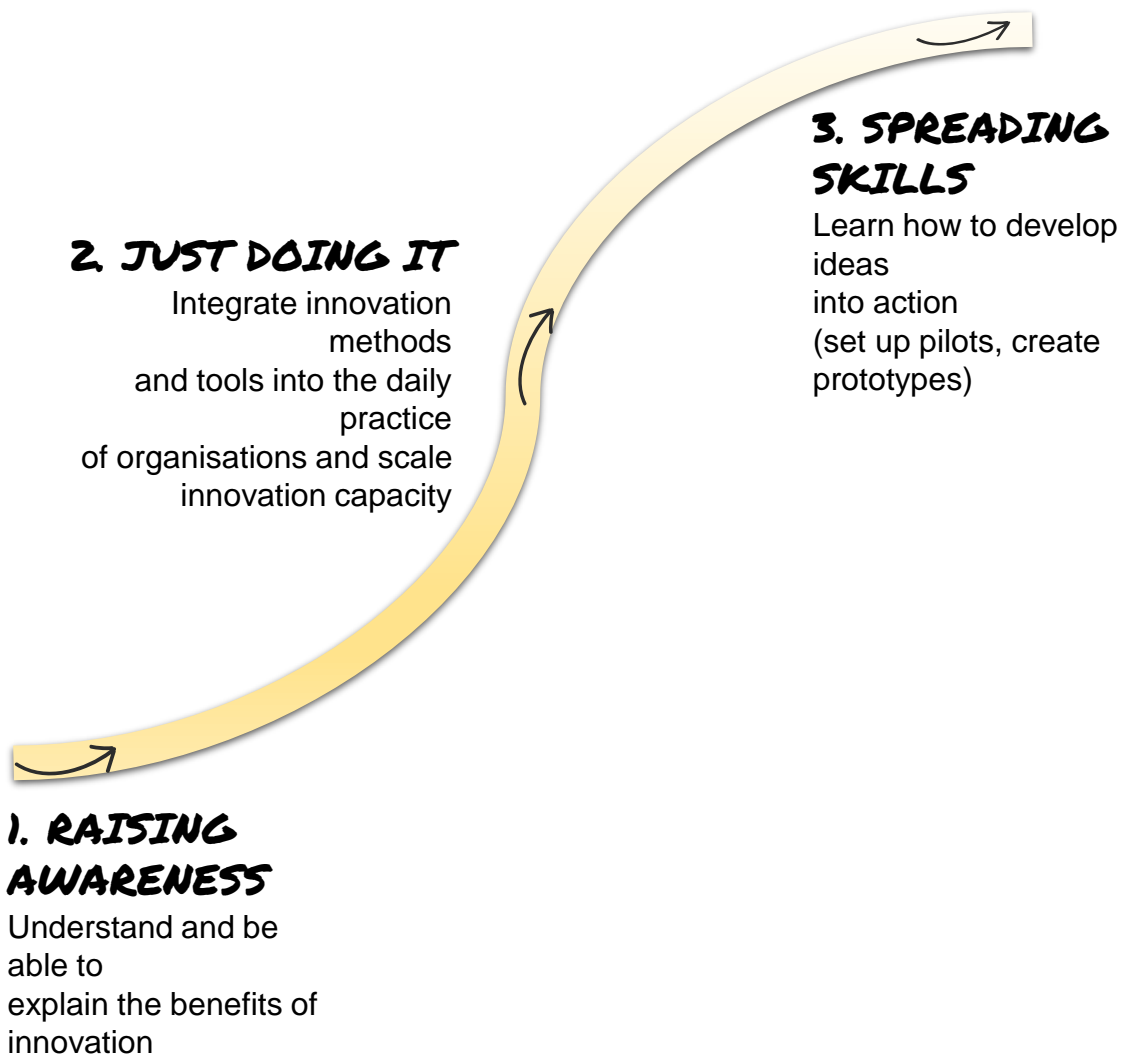 3. SPREADING
SKILLS
Learn how to develop
ideas
into action
(set up pilots, create
prototypes)
2. JUST DOING IT
Integrate innovation
methods
and tools into the daily
practice
of organisations and scale
innovation capacity
1. RAISING
AWARENESS
Understand and be
able to
explain the benefits of
innovation